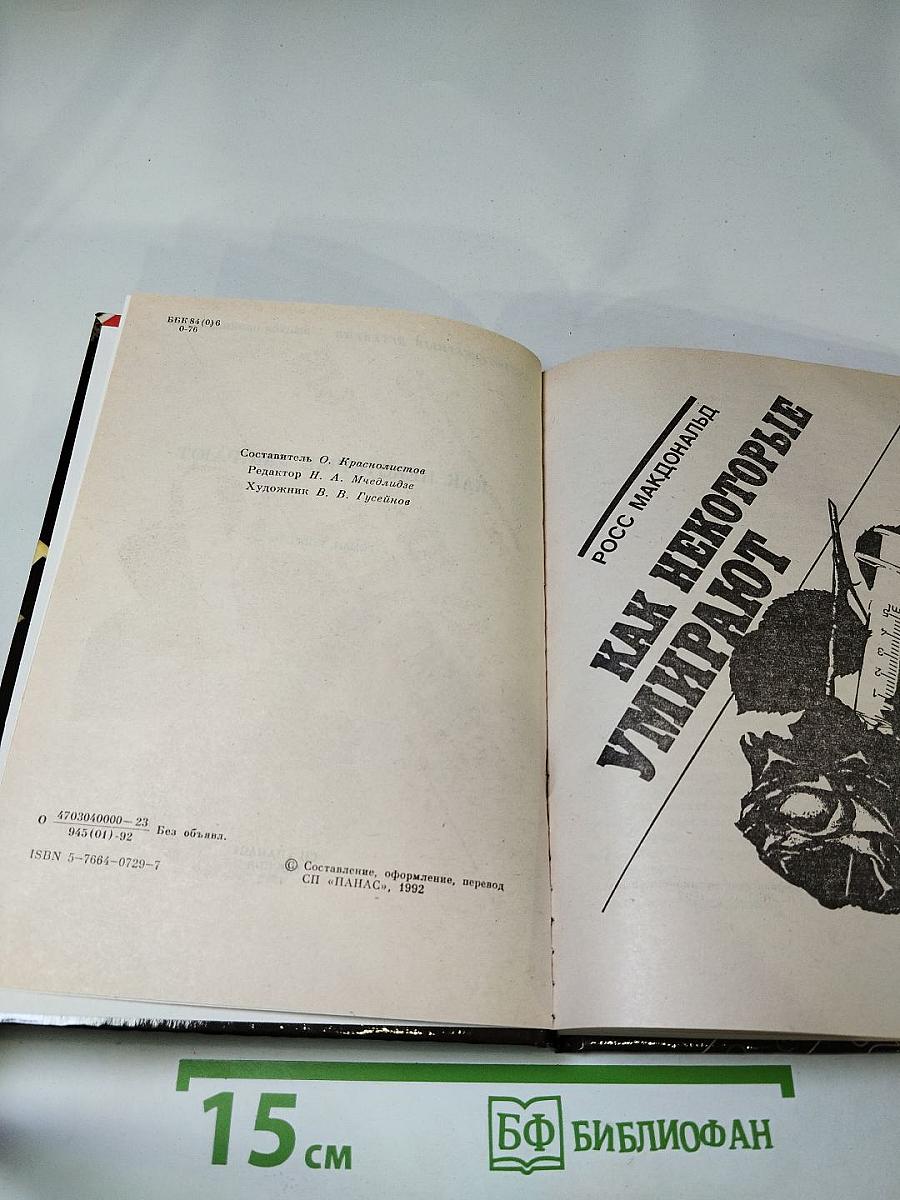 ББК 84(0)6
О-76
Составитель О. Краснолистов
Редактор Н. А. Мчедлидзе
Художник В. В. Гусейнов
О 4703040000—23
945(01)-92 Без объявл.
ISBN 5-7664-0729-7
© Составление, оформление, перевод
СП «ПАНАС», 1992
РОСС МАКДОНАЛЬД
КАК НЕКОТОРЫЕ
УМИРАЮТ
15 см
БФ БИБЛИОФАН